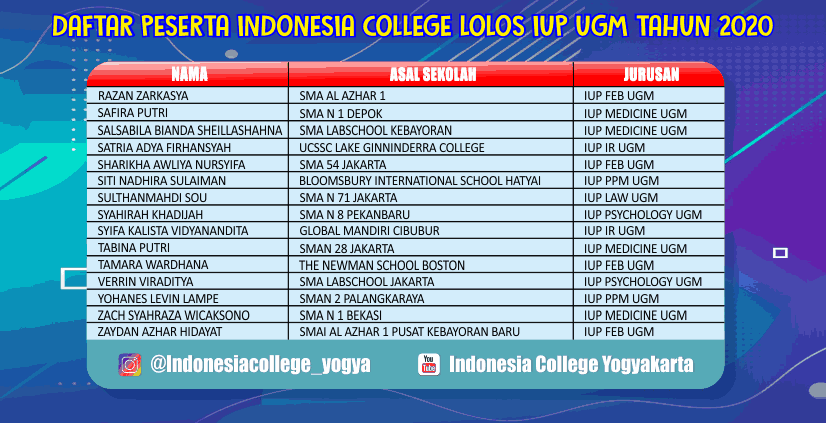 DAFTAR PESERTA INDONESIA COLLEGE LOLOS IUP UGM TAHUN 2020
NAMA ASAL SEKOLAH JURUSAN
RAZAN ZARKASYA SMA AL AZHAR 1 IUP FEB UGM
SAFIRA PUTRI SMA N 1 DEPOK IUP MEDICINE UGM
SALSABILA BIANDA SHEILLASHAHNA SMA LABSCHOOL KEBAYORAN IUP MEDICINE UGM
SATRIA ADYA FIRHANSYAH UCSSC LAKE GINNINDERRA COLLEGE IUP IR UGM
SHARIKHA AWLIYA NURSYIFA SMA 54 JAKARTA IUP FEB UGM
SITI NADHIRA SULAIMAN BLOOMSBURY INTERNATIONAL SCHOOL HATYAI IUP PPM UGM
SULTHANMAHDI SOU SMA N 71 JAKARTA IUP LAW UGM
SYAHIRAH KHADIJAH SMA N 8 PEKANBARU IUP PSYCHOLOGY UGM
SYIFA KALISTA VIDYANANDITA GLOBAL MANDIRI CIBUBUR IUP IR UGM
TABINA PUTRI SMAN 28 JAKARTA IUP MEDICINE UGM
TAMARA WARDHANA THE NEWMAN SCHOOL BOSTON IUP FEB UGM
VERRIN VIRADITYA SMA LABSCHOOL JAKARTA IUP PSYCHOLOGY UGM
YOHANES LEVIN LAMPE SMAN 2 PALANGKARAYA IUP PPM UGM
ZACH SYAHRAZA WICAKSONO SMA N 1 BEKASI IUP MEDICINE UGM
ZAYDAN AZHAR HIDAYAT SMAI AL AZHAR 1 PUSAT KEBAYORAN BARU IUP FEB UGM
@Indonesiacollege_yogya You Tube Indonesia College Yogyakarta